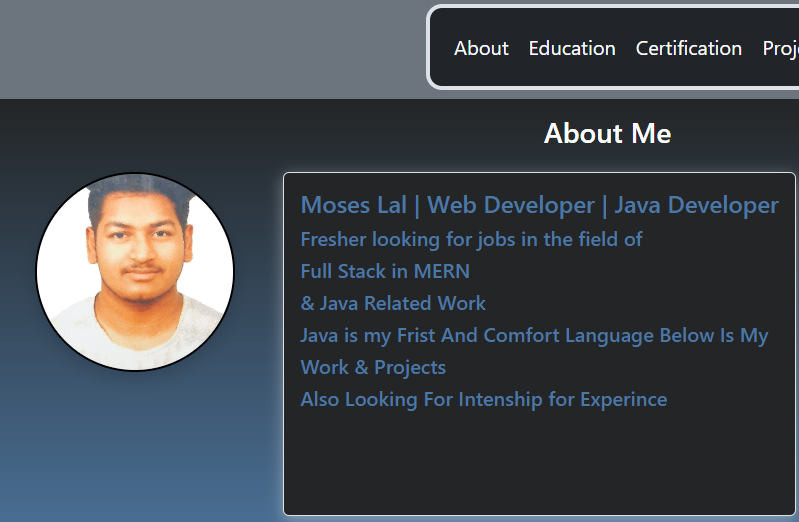 About Education Certification
About Me
Moses Lal | Web Developer | Java Developer
Fresher looking for jobs in the field of
Full Stack in MERN
& Java Related Work
Java is my Frist And Comfort Language Below Is My
Work & Projects
Also Looking For Intenship for Experince